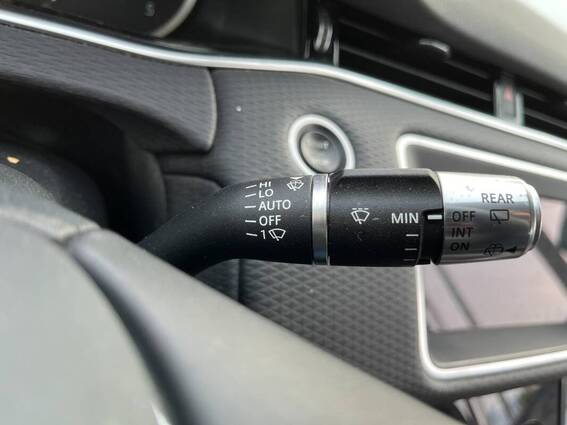 HI
LO
AUTO
OFF
1
MIN
REAR
OFF
INT
ON